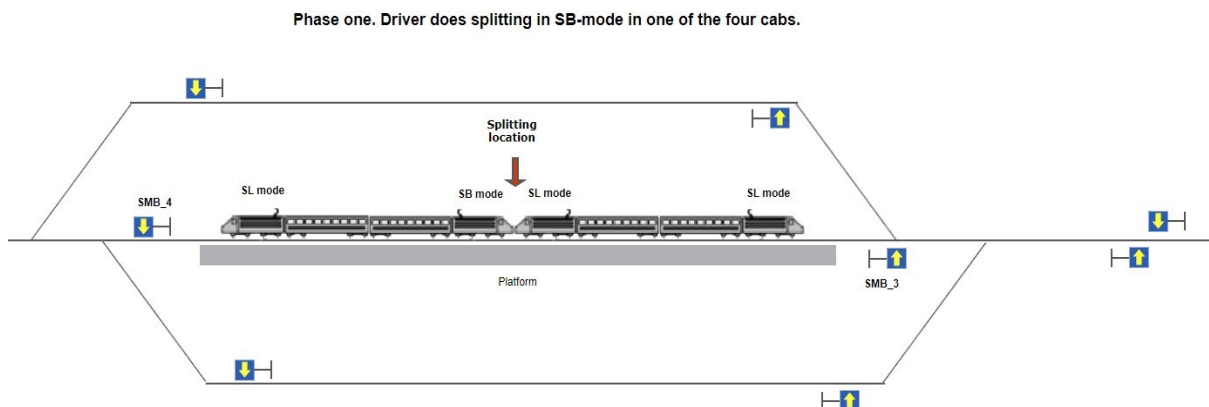 Phase one. Driver does splitting in SB-mode in one of the four cabs.
Splitting
location
SL mode
SB mode
SL mode
SL mode
SMB_4
Platform
SMB_3